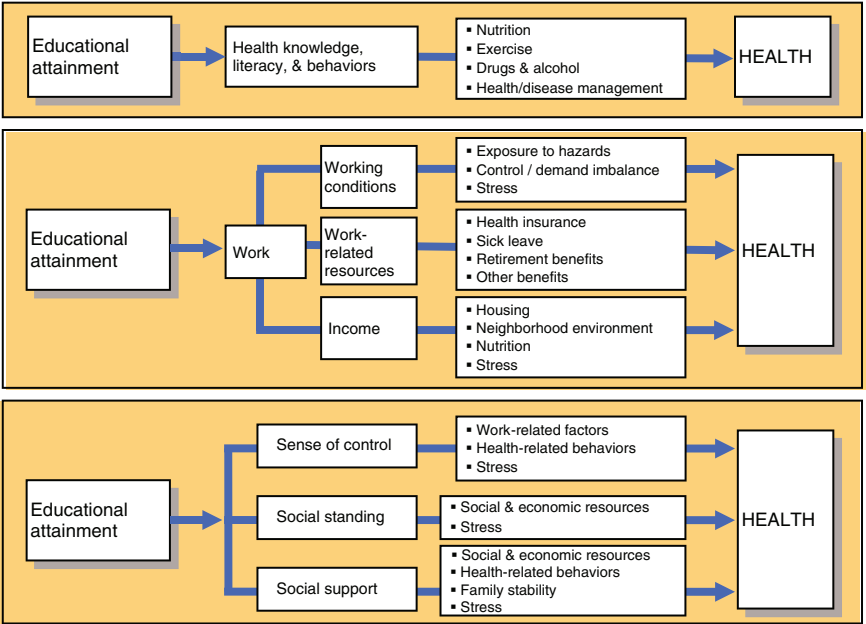 Educational
attainment
Health knowledge,
literacy, & behaviors
▪ Nutrition
▪ Exercise
▪ Drugs & alcohol
▪ Health/disease management
HEALTH
Educational
attainment
Work
Working
conditions
▪ Exposure to hazards
▪ Control / demand imbalance
▪ Stress
Work-
related
resources
▪ Health insurance
▪ Sick leave
▪ Retirement benefits
▪ Other benefits
Income
▪ Housing
▪ Neighborhood environment
▪ Nutrition
▪ Stress
HEALTH
Educational
attainment
Sense of control
▪ Work-related factors
▪ Health-related behaviors
▪ Stress
Social standing
▪ Social & economic resources
▪ Stress
Social support
▪ Social & economic resources
▪ Health-related behaviors
▪ Family stability
▪ Stress
HEALTH